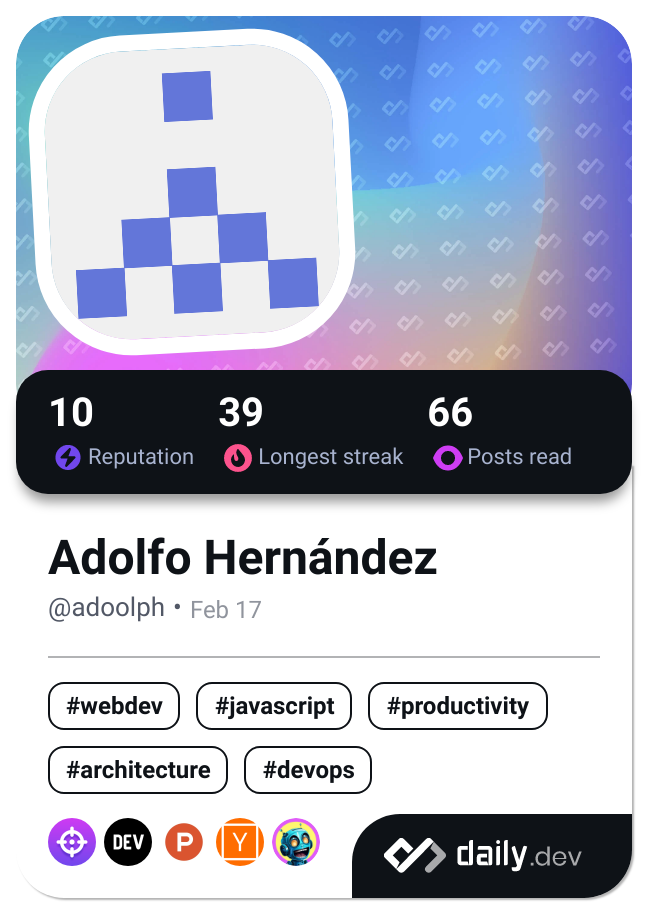 10 39 66
Reputation Longest streak Posts read
Adolfo Hernández
@adoolph • Feb 17
#webdev #javascript #productivity
#architecture #devops
DEV P Y daily.dev